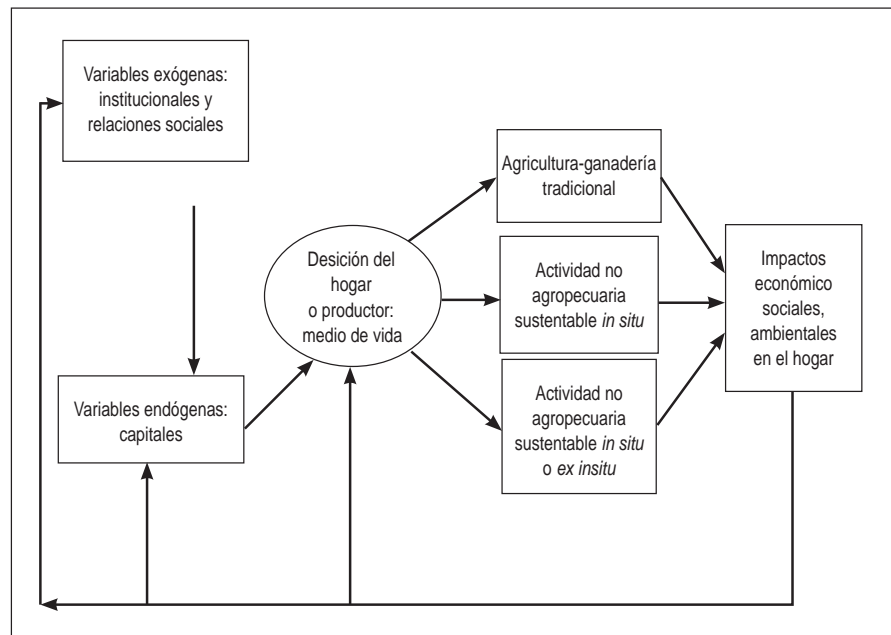 Variables exógenas:
institucionales y
relaciones sociales
Agricultura-ganadería
tradicional
Desición del
hogar
o productor:
medio de vida
Actividad no
agropecuaria
sustentable in situ
Impactos
económico
sociales,
ambientales
en el hogar
Variables endógenas:
capitales
Actividad no
agropecuaria
sustentable in situ
o ex insitu